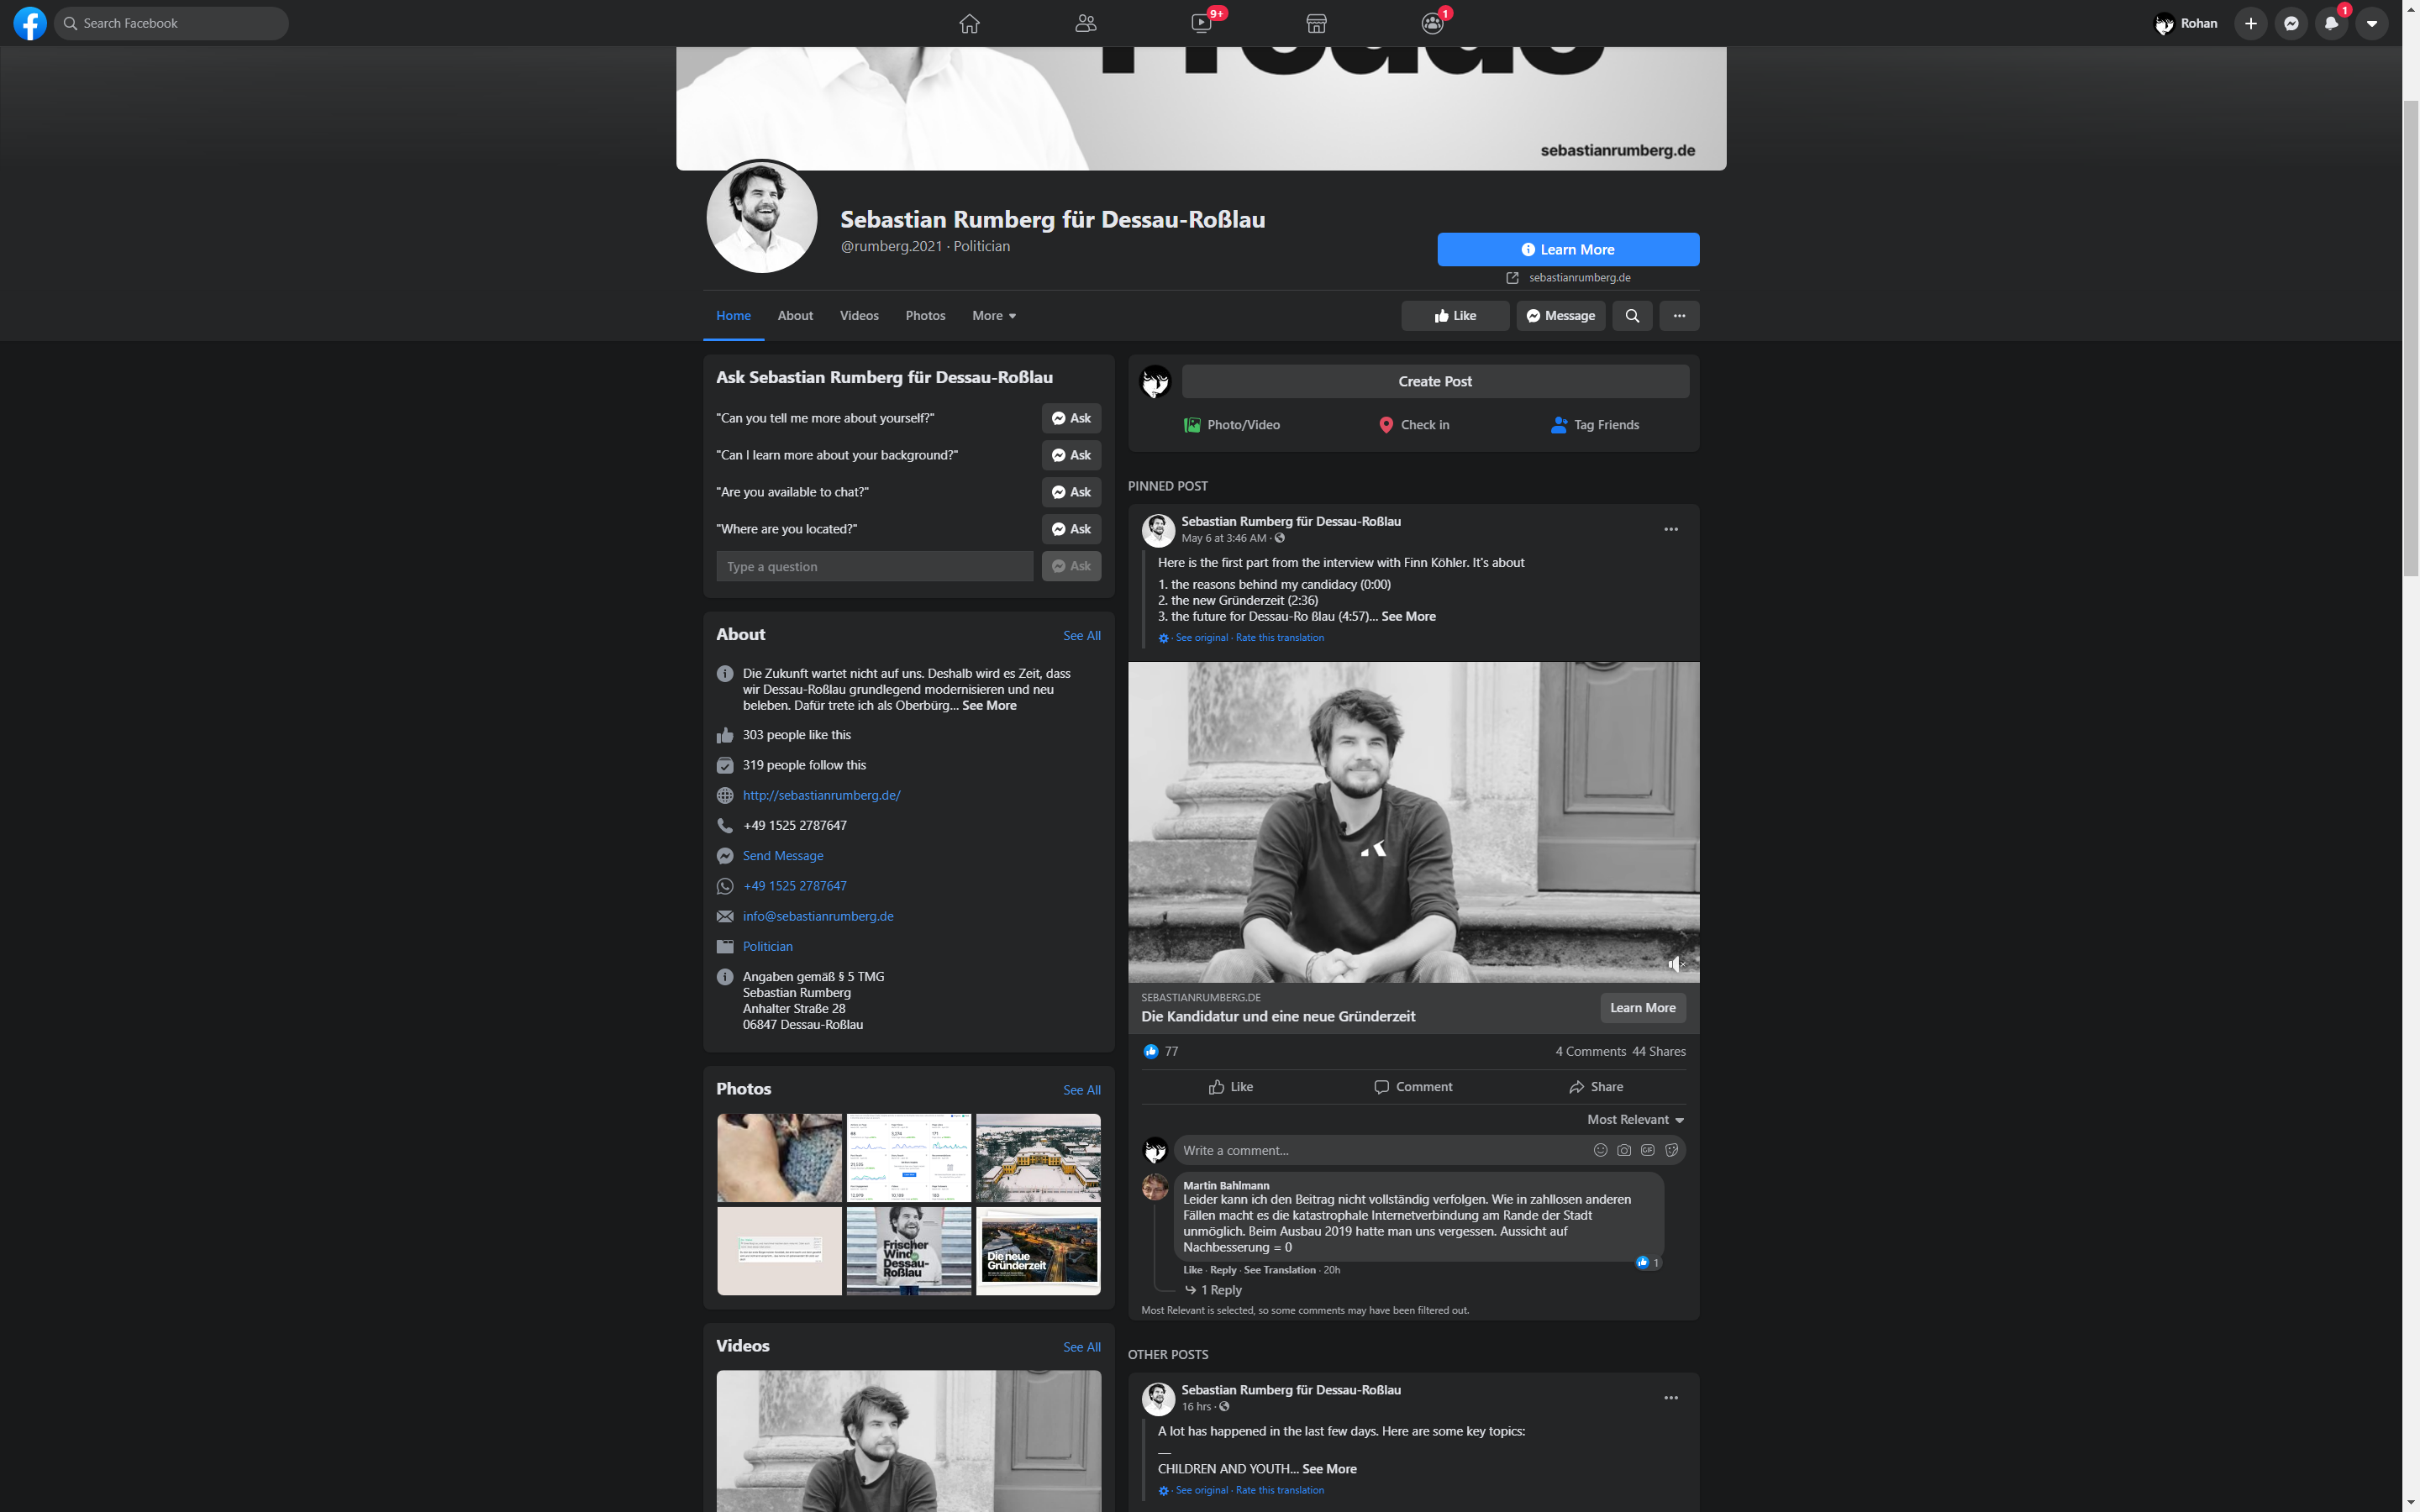 Search Facebook
9+
1
Rohan
1
sebastianrumberg.de
Sebastian Rumberg für Dessau-Roßlau
@rumberg.2021 · Politician
Learn More
sebastianrumberg.de
Home
About
Videos
Photos
More
Like
Message
Ask Sebastian Rumberg für Dessau-Roßlau
"Can you tell me more about yourself?"
Ask
"Can I learn more about your background?"
Ask
"Are you available to chat?"
Ask
"Where are you located?"
Ask
Type a question
Ask
About
See All
Die Zukunft wartet nicht auf uns. Deshalb wird es Zeit, dass
wir Dessau-Roßlau grundlegend modernisieren und neu
beleben. Dafür trete ich als Oberbürg... See More
303 people like this
319 people follow this
http://sebastianrumberg.de/
+49 1525 2787647
Send Message
+49 1525 2787647
info@sebastianrumberg.de
Politician
Angaben gemäß § 5 TMG
Sebastian Rumberg
Anhalter Straße 28
06847 Dessau-Roßlau
Photos
See All
Frischer
Wind
Dessau-
Roßlau
Die neue
Gründerzeit
Videos
See All
Create Post
Photo/Video
Check in
Tag Friends
PINNED POST
Sebastian Rumberg für Dessau-Roßlau
May 6 at 3:46 AM ·
Here is the first part from the interview with Finn Köhler. It's about
1. the reasons behind my candidacy (0:00)
2. the new Gründerzeit (2:36)
3. the future for Dessau-Ro ßlau (4:57)... See More
· See original · Rate this translation
SEBASTIANRUMBERG.DE
Die Kandidatur und eine neue Gründerzeit
Learn More
77
4 Comments 44 Shares
Like
Comment
Share
Most Relevant
Write a comment...
GIF
Martin Bahlmann
Leider kann ich den Beitrag nicht vollständig verfolgen. Wie in zahllosen anderen
Fällen macht es die katastrophale Internetverbindung am Rande der Stadt
unmöglich. Beim Ausbau 2019 hatte man uns vergessen. Aussicht auf
Nachbesserung = 0
1
Like · Reply · See Translation · 20h
1 Reply
Most Relevant is selected, so some comments may have been filtered out.
OTHER POSTS
Sebastian Rumberg für Dessau-Roßlau
16 hrs ·
A lot has happened in the last few days. Here are some key topics:
—
CHILDREN AND YOUTH... See More
· See original · Rate this translation